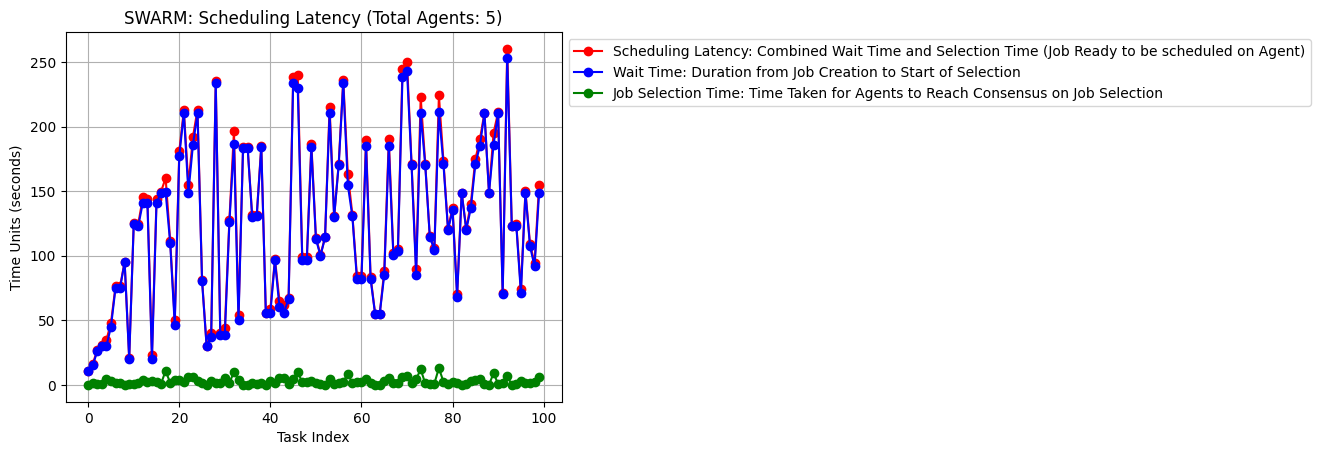 SWARM: Scheduling Latency (Total Agents: 5)
Scheduling Latency: Combined Wait Time and Selection Time (Job Ready to be scheduled on Agent)
Wait Time: Duration from Job Creation to Start of Selection
Job Selection Time: Time Taken for Agents to Reach Consensus on Job Selection
Time Units (seconds)
250
200
150
100
50
0
0 20 40 60 80 100
Task Index